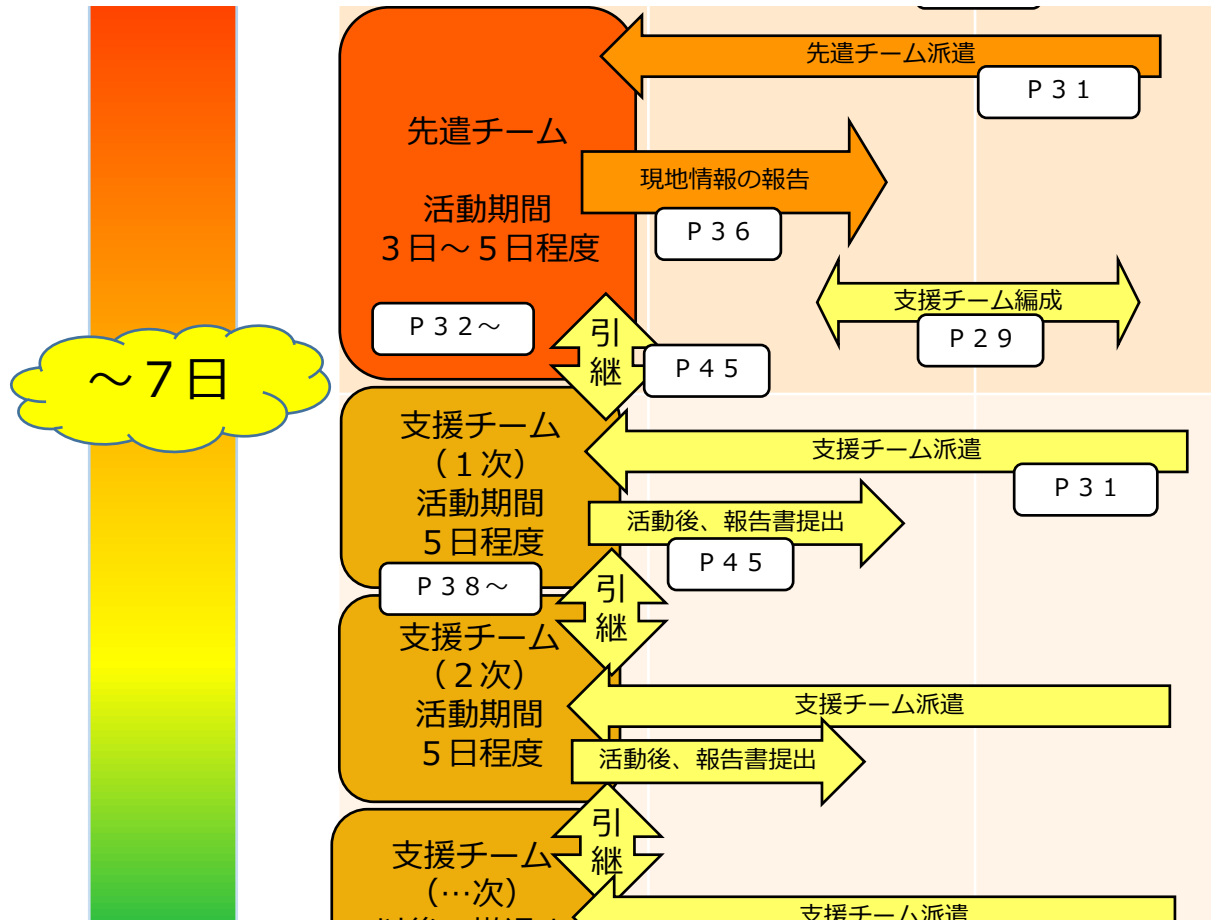 先遣チーム派遣
Ｐ３１
先遣チーム
活動期間
３日～５日程度
現地情報の報告
Ｐ３６
支援チーム編成
Ｐ２９
Ｐ３２～
引
継
Ｐ４５
～７日
支援チーム
（１次）
活動期間
５日程度
支援チーム派遣
Ｐ３１
活動後、報告書提出
Ｐ４５
Ｐ３８～
引
継
支援チーム
（２次）
活動期間
５日程度
支援チーム派遣
活動後、報告書提出
引
継
支援チーム
（…次）
支援チーム派遣